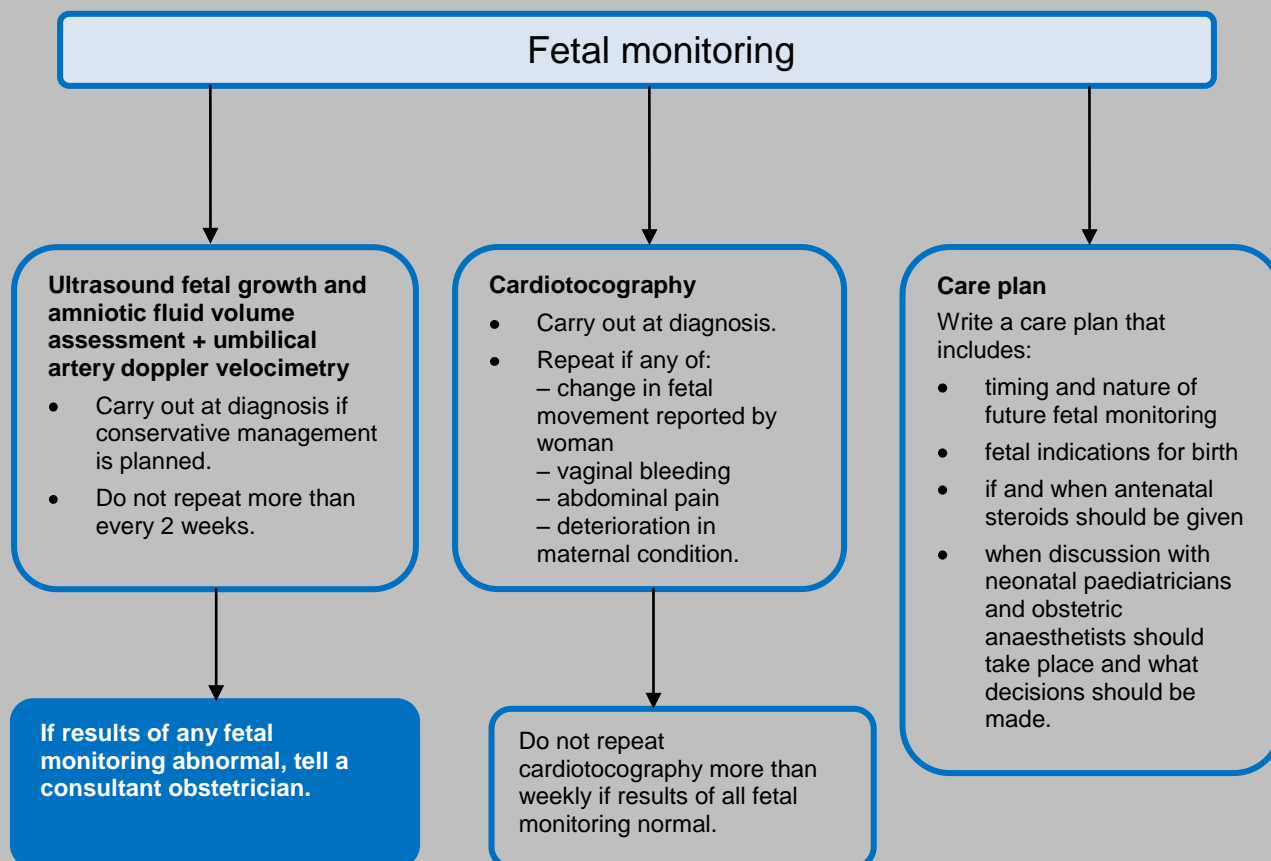 Fetal monitoring
Ultrasound fetal growth and
amniotic fluid volume
assessment + umbilical
artery doppler velocimetry
• Carry out at diagnosis if
conservative management
is planned.
• Do not repeat more than
every 2 weeks.
If results of any fetal
monitoring abnormal, tell a
consultant obstetrician.
Cardiotocography
• Carry out at diagnosis.
• Repeat if any of:
– change in fetal
movement reported by
woman
– vaginal bleeding
– abdominal pain
– deterioration in
maternal condition.
Do not repeat
cardiotocography more than
weekly if results of all fetal
monitoring normal.
Care plan
Write a care plan that
includes:
• timing and nature of
future fetal monitoring
• fetal indications for birth
• if and when antenatal
steroids should be given
• when discussion with
neonatal paediatricians
and obstetric
anaesthetists should
take place and what
decisions should be
made.